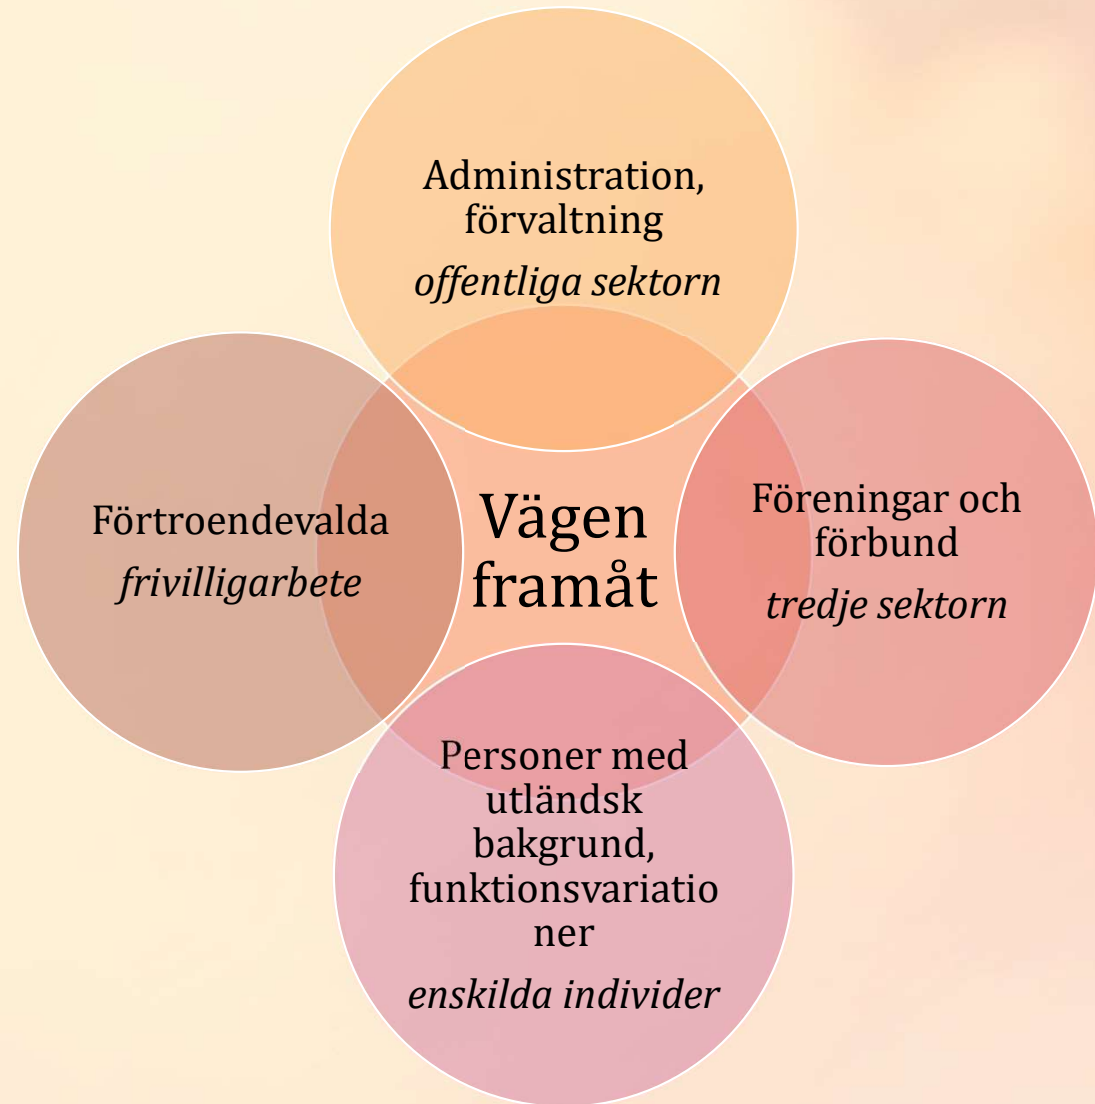 Administration,
förvaltning
offentliga sektorn
Förtroendevalda
frivilligarbete
Vägen
framåt
Föreningar och
förbund
tredje sektorn
Personer med
utländsk
bakgrund,
funktionsvariatio
ner
enskilda individer